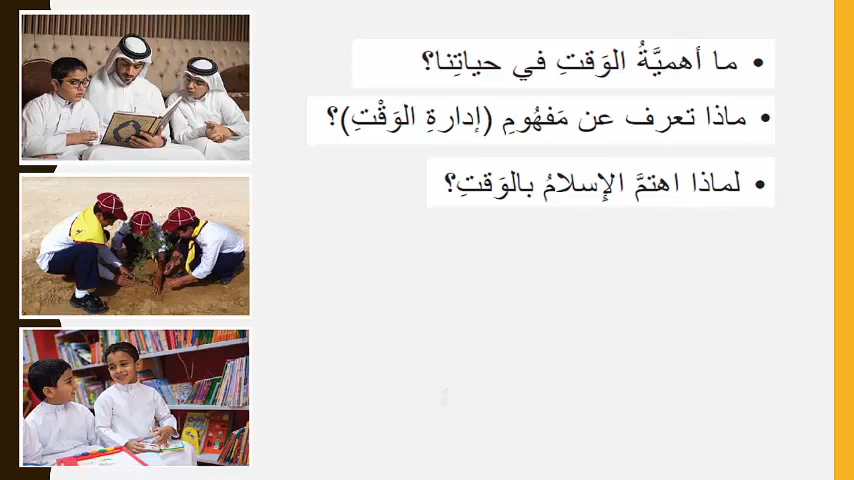 • ما أهميَّةُ الوَقتِ في حياتِنا؟
• ماذا تعرف عن مَفهُومِ (إدارةِ الوَقْتِ)؟
• لماذا اهتمَّ الإسلامُ بالوَقتِ؟